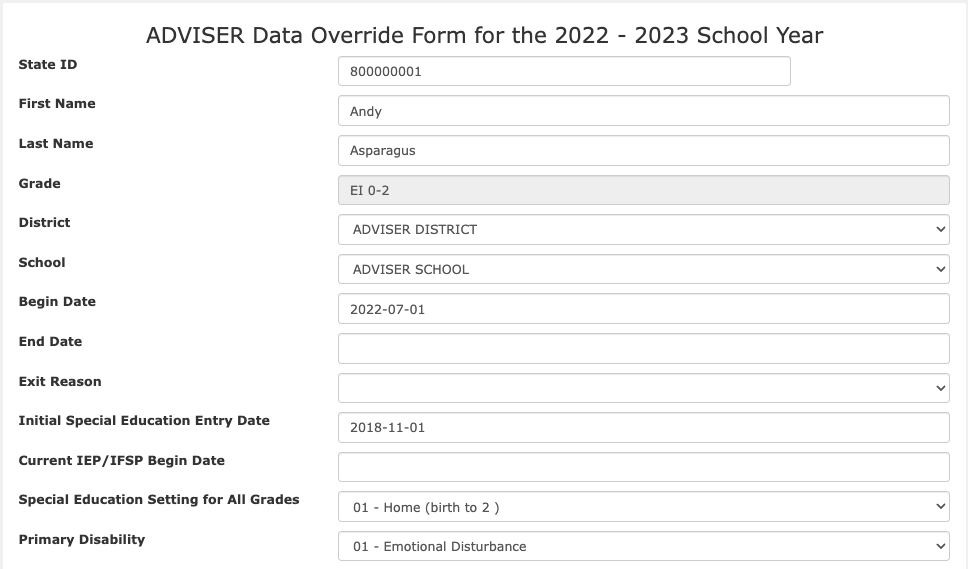 ADVISER Data Override Form for the 2022 - 2023 School Year
State ID 800000001
First Name Andy
Last Name Asparagus
Grade EI 0-2
District ADVISER DISTRICT
School ADVISER SCHOOL
Begin Date 2022-07-01
End Date
Exit Reason
Initial Special Education Entry Date 2018-11-01
Current IEP/IFSP Begin Date
Special Education Setting for All Grades 01 - Home (birth to 2 )
Primary Disability 01 - Emotional Disturbance